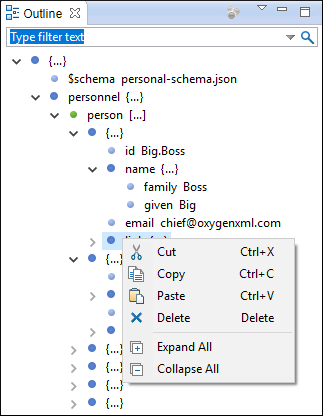 Outline
Type filter text
{...}
$schema personal-schema.json
personnel {...}
person [...]
{...}
id Big.Boss
name {...}
family Boss
given Big
email chief@oxygenxml.com
{...}
Cut Ctrl+X
Copy Ctrl+C
Paste Ctrl+V
Delete Delete
Expand All
Collapse All
{...}
{...}
{...}
{...}